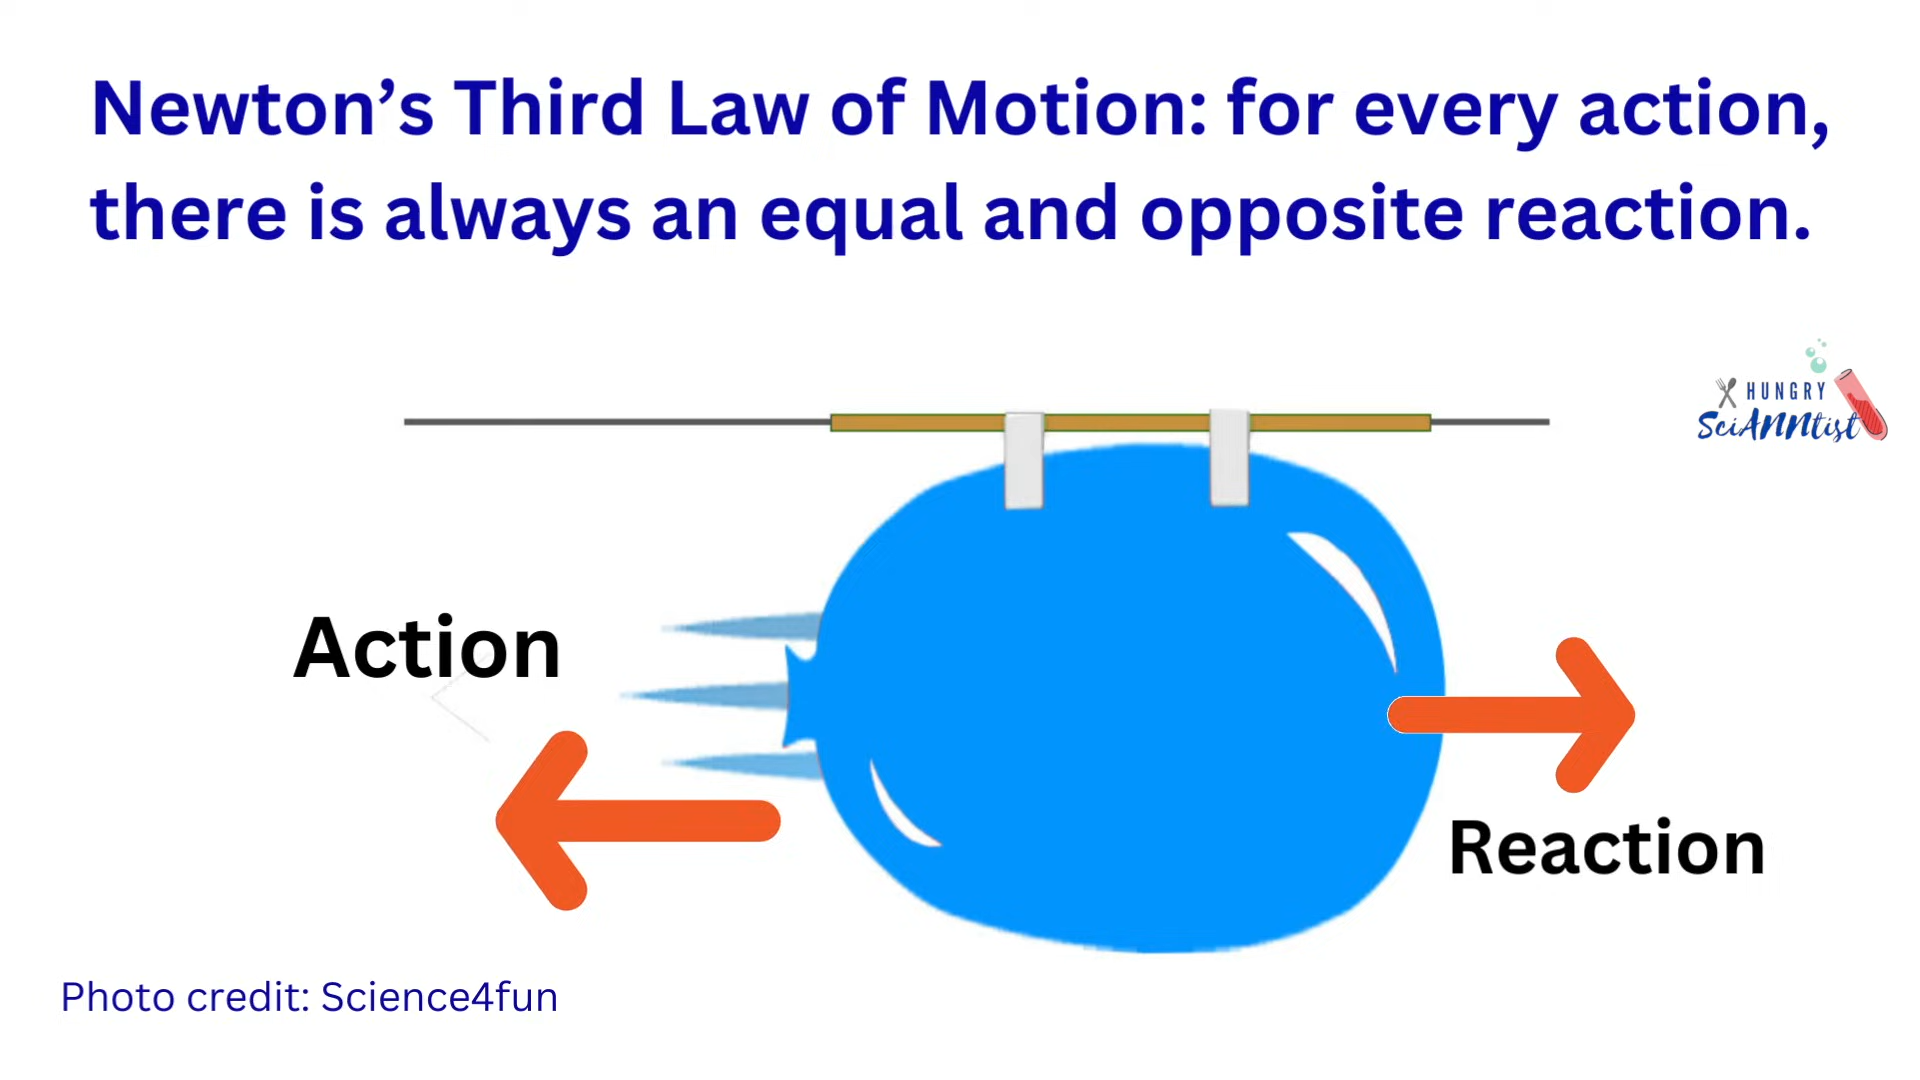 Newton’s Third Law of Motion: for every action,
there is always an equal and opposite reaction.
HUNGRY
SciANNtist
Action
Reaction
Photo credit: Science4fun